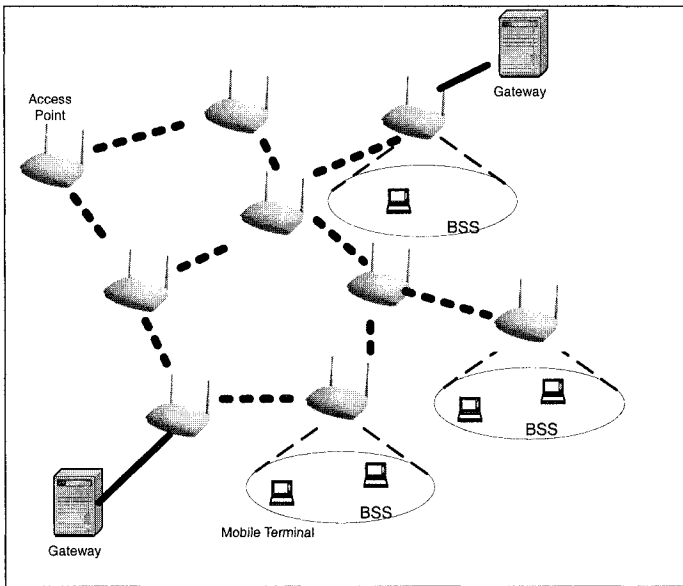 Gateway
Access
Point
BSS
BSS
BSS
Mobile Terminal
Gateway